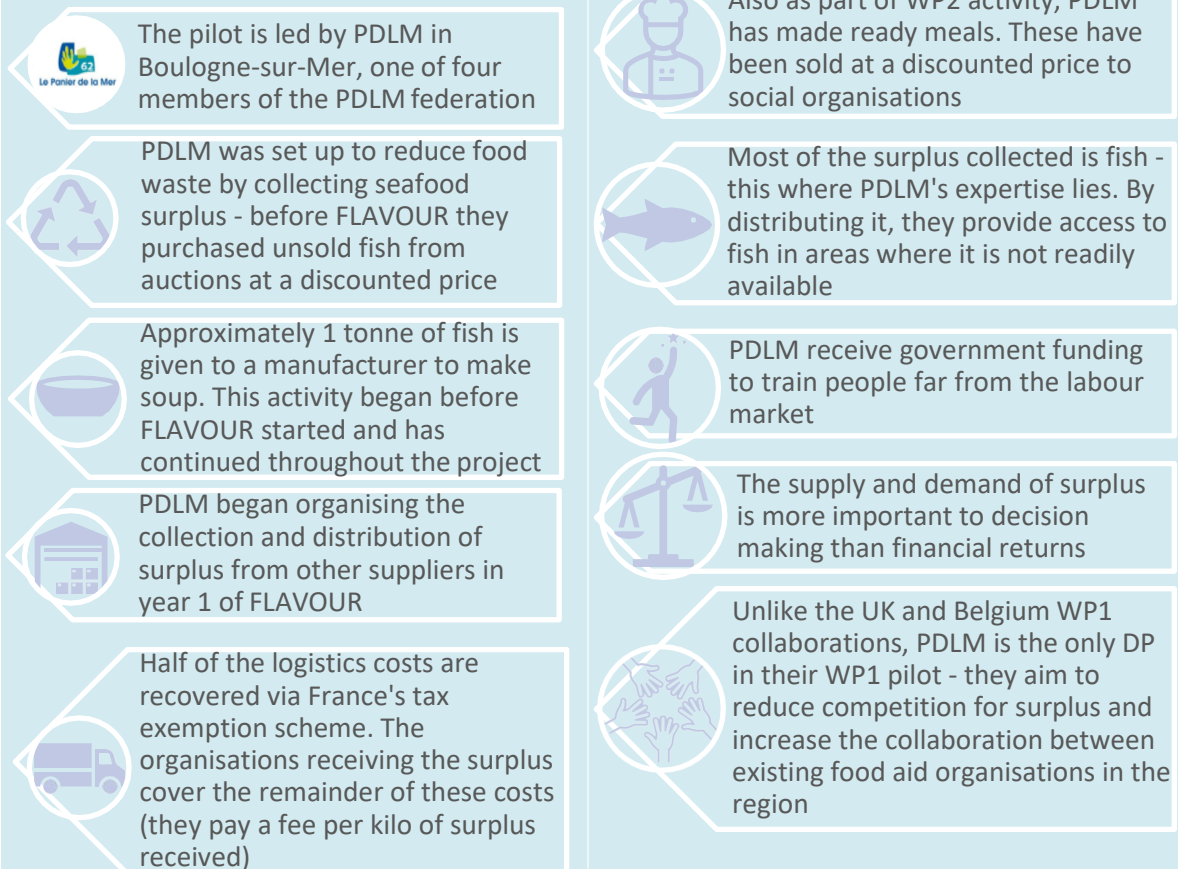 62
Le Panier de la Mer
The pilot is led by PDLM in
Boulogne-sur-Mer, one of four
members of the PDLM federation
PDLM was set up to reduce food
waste by collecting seafood
surplus - before FLAVOUR they
purchased unsold fish from
auctions at a discounted price
Approximately 1 tonne of fish is
given to a manufacturer to make
soup. This activity began before
FLAVOUR started and has
continued throughout the project
PDLM began organising the
collection and distribution of
surplus from other suppliers in
year 1 of FLAVOUR
Half of the logistics costs are
recovered via France's tax
exemption scheme. The
organisations receiving the surplus
cover the remainder of these costs
(they pay a fee per kilo of surplus
received)
Also as part of WP2 activity, PDLM
has made ready meals. These have
been sold at a discounted price to
social organisations
Most of the surplus collected is fish -
this where PDLM's expertise lies. By
distributing it, they provide access to
fish in areas where it is not readily
available
PDLM receive government funding
to train people far from the labour
market
The supply and demand of surplus
is more important to decision
making than financial returns
Unlike the UK and Belgium WP1
collaborations, PDLM is the only DP
in their WP1 pilot - they aim to
reduce competition for surplus and
increase the collaboration between
existing food aid organisations in the
region